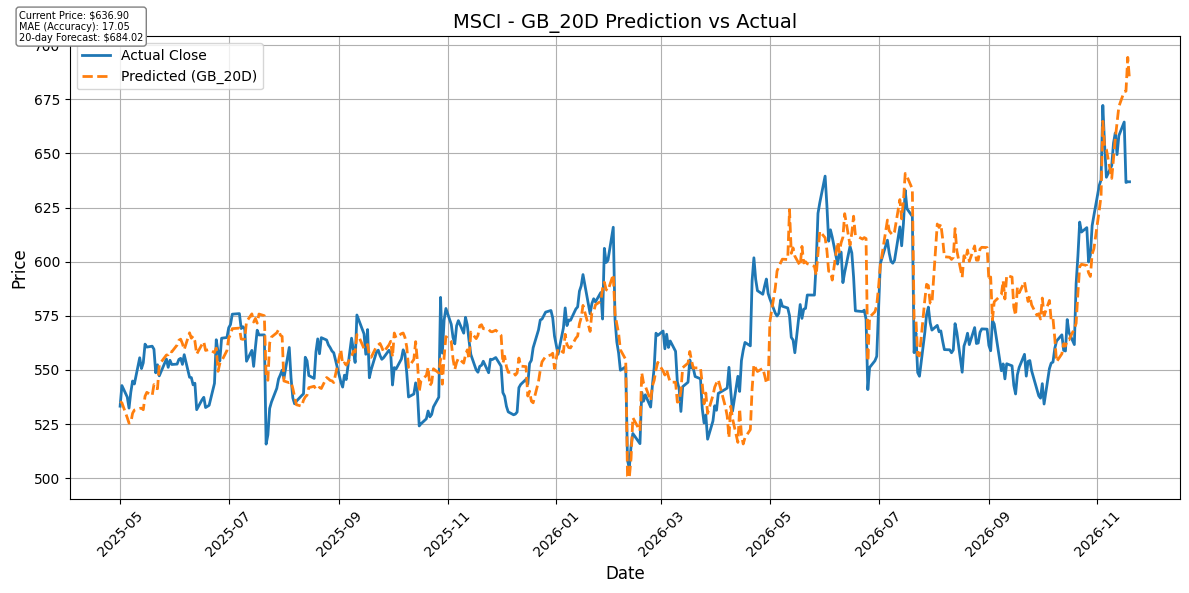 MSCI - GB_20D Prediction vs Actual
Current Price: $636.90
MAE (Accuracy): 17.05
20-day Forecast: $684.02
Actual Close
Predicted (GB_20D)
Price
700
675
650
625
600
575
550
525
500
2025-05
2025-07
2025-09
2025-11
2026-01
2026-03
2026-05
2026-07
2026-09
2026-11
Date